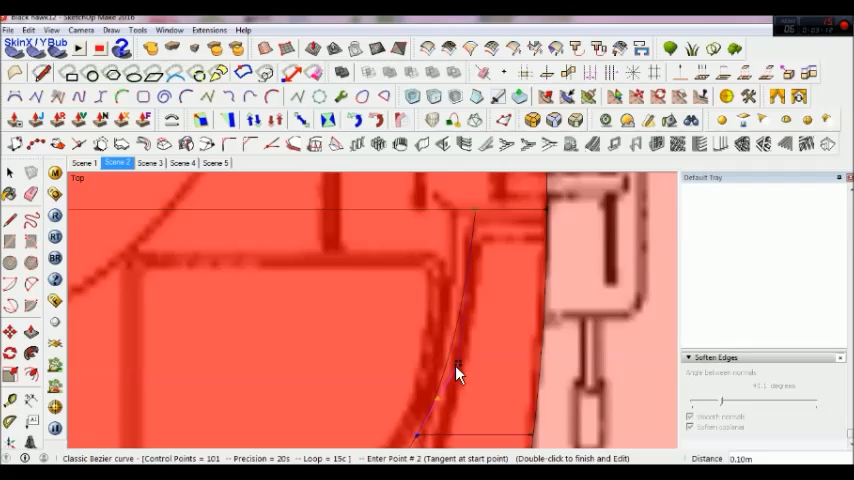 Black hawk12 - SketchUp Make 2016
File Edit View Camera Draw Tools Window Extensions Help
SkinX/YBub
Scene 1 Scene 2 Scene 3 Scene 4 Scene 5
Top
Default Tray
M
R
RT
BR
Soften Edges
Angle between normals
degrees
Smooth normals
Soften coplanar
Classic Bezier curve - [Control Points = 101 -- Precision = 20s -- Loop = 15c ] -- Enter Point # 2 (Tangent at start point) (Double-click to finish and Edit) Distance 0.10m